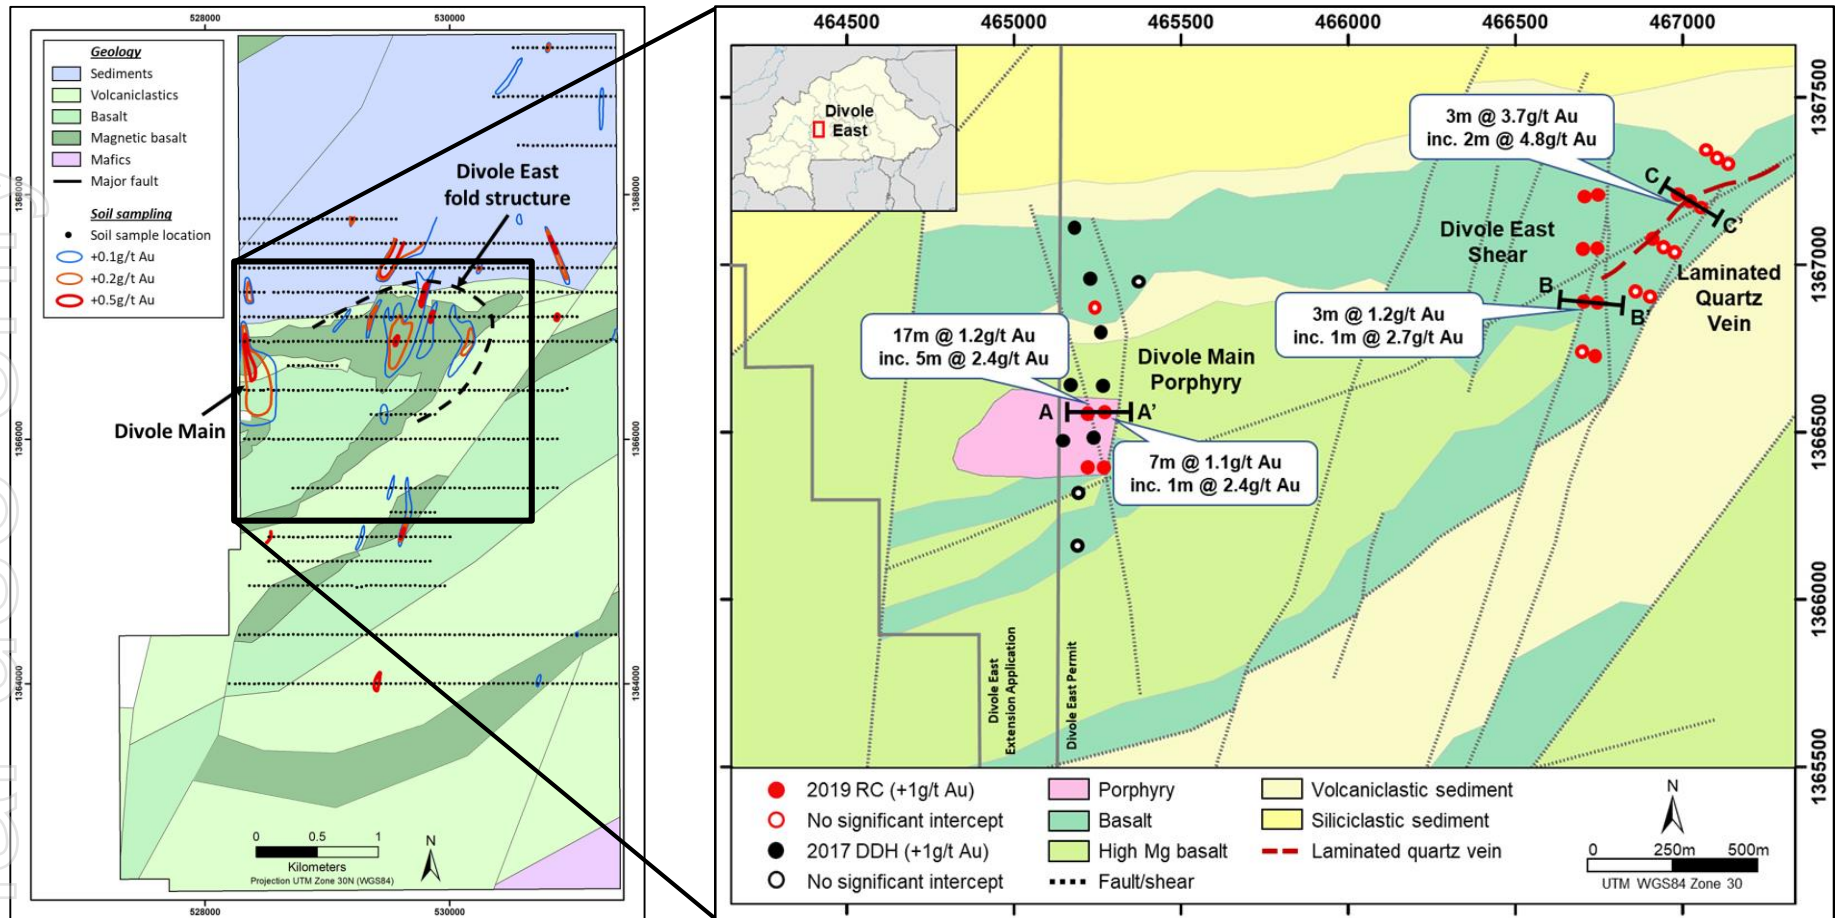 528000
530000
1368000
1366000
1364000
1368000
1366000
1364000
528000
530000
Geology
Sediments
Volcaniclastics
Basalt
Magnetic basalt
Mafics
Major fault
Soil sampling
Soil sample location
+0.1g/t Au
+0.2g/t Au
+0.5g/t Au
Divole East
fold structure
Divole Main
0
0.5
1
Kilometers
Projection UTM Zone 30N (WGS84)
N
464500
465000
465500
466000
466500
467000
1367500
1367000
1366500
1366000
1365500
Divole
East
3m @ 3.7g/t Au
inc. 2m @ 4.8g/t Au
C
C'
Divole East
Shear
Laminated
Quartz
Vein
B
B'
3m @ 1.2g/t Au
inc. 1m @ 2.7g/t Au
17m @ 1.2g/t Au
inc. 5m @ 2.4g/t Au
Divole Main
Porphyry
A
A'
7m @ 1.1g/t Au
inc. 1m @ 2.4g/t Au
Divole East
Extension Application
Divole East Permit
2019 RC (+1g/t Au)
No significant intercept
2017 DDH (+1g/t Au)
No significant intercept
Porphyry
Basalt
High Mg basalt
Fault/shear
Volcaniclastic sediment
Siliciclastic sediment
Laminated quartz vein
N
0
250m
500m
UTM WGS84 Zone 30